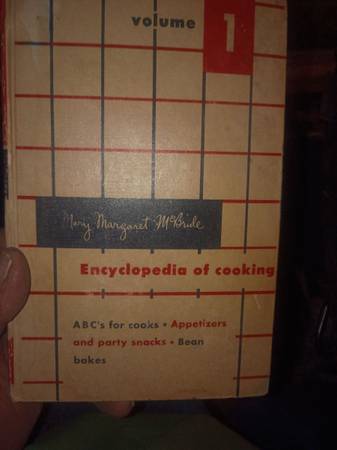 volume 1
Mary Margaret McBride
Encyclopedia of cooking
ABC's for cooks • Appetizers
and party snacks • Bean
bakes